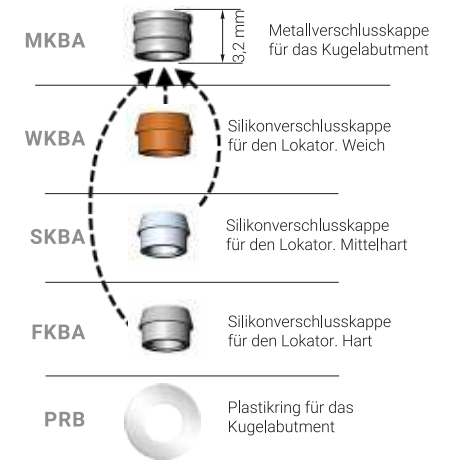 MKBA
3,2 mm
Metallverschlusskappe
für das Kugelabutment
WKBA
Silikonverschlusskappe
für den Lokator. Weich
SKBA
Silikonverschlusskappe
für den Lokator. Mittelhart
FKBA
Silikonverschlusskappe
für den Lokator. Hart
PRB
Plastikring für das
Kugelabutment